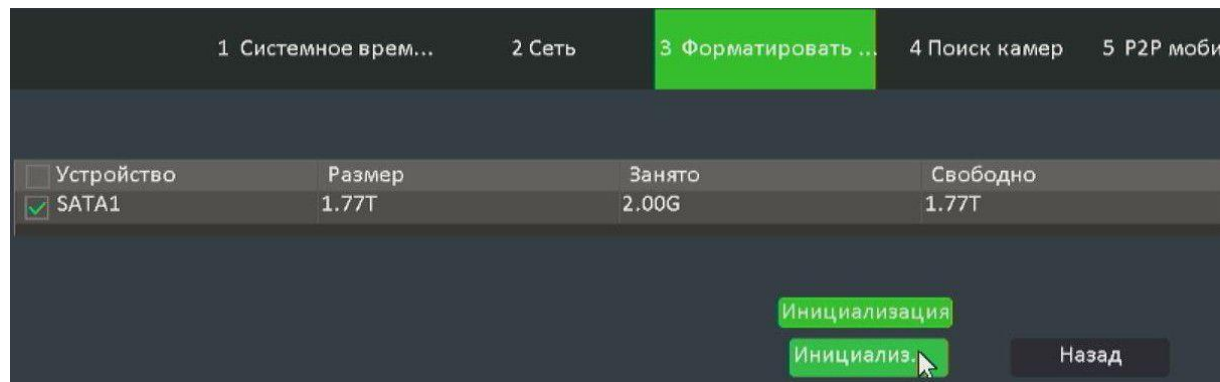 1 Системное врем... 2 Сеть 3 Форматировать ... 4 Поиск камер 5 P2P моби
Устройство Размер Занято Свободно
SATA1 1.77T 2.00G 1.77T
Инициализация
Инициализ. Назад